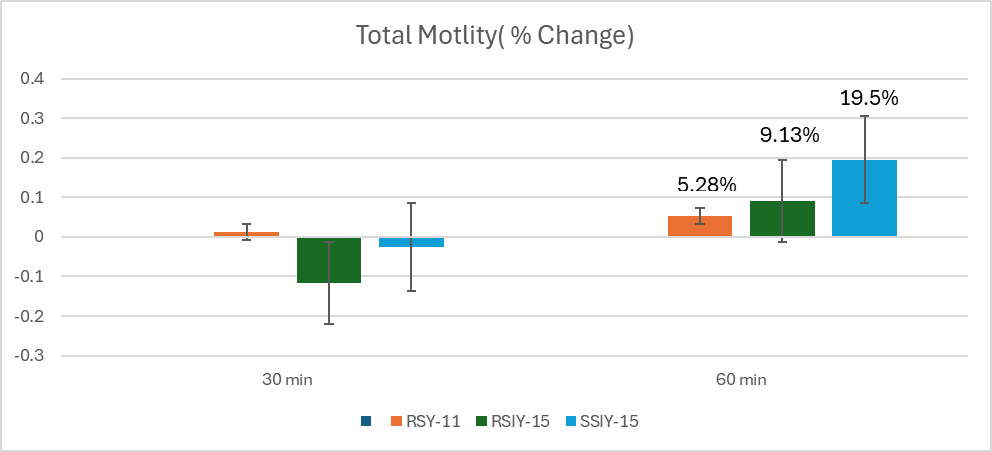 Total Motlity( % Change)
0.4
0.3
0.2
0.1
0
-0.1
-0.2
-0.3
5.28%
9.13%
19.5%
30 min
60 min
RSY-11 RSIY-15 SSIY-15